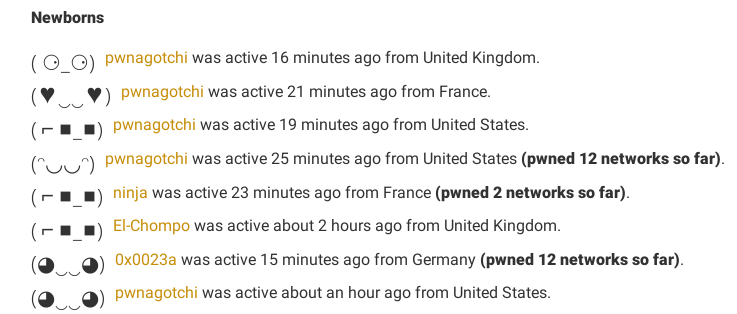 Newborns
( ⚆_⚆) pwnagotchi was active 16 minutes ago from United Kingdom.
(♥‿‿♥) pwnagotchi was active 21 minutes ago from France.
(⌐■_■) pwnagotchi was active 19 minutes ago from United States.
(ᵔ◡◡ᵔ) pwnagotchi was active 25 minutes ago from United States (pwned 12 networks so far).
(⌐■_■) ninja was active 23 minutes ago from France (pwned 2 networks so far).
(⌐■_■) El-Chompo was active about 2 hours ago from United Kingdom.
(◕‿‿◕) 0x0023a was active 15 minutes ago from Germany (pwned 12 networks so far).
(◕‿‿◕) pwnagotchi was active about an hour ago from United States.